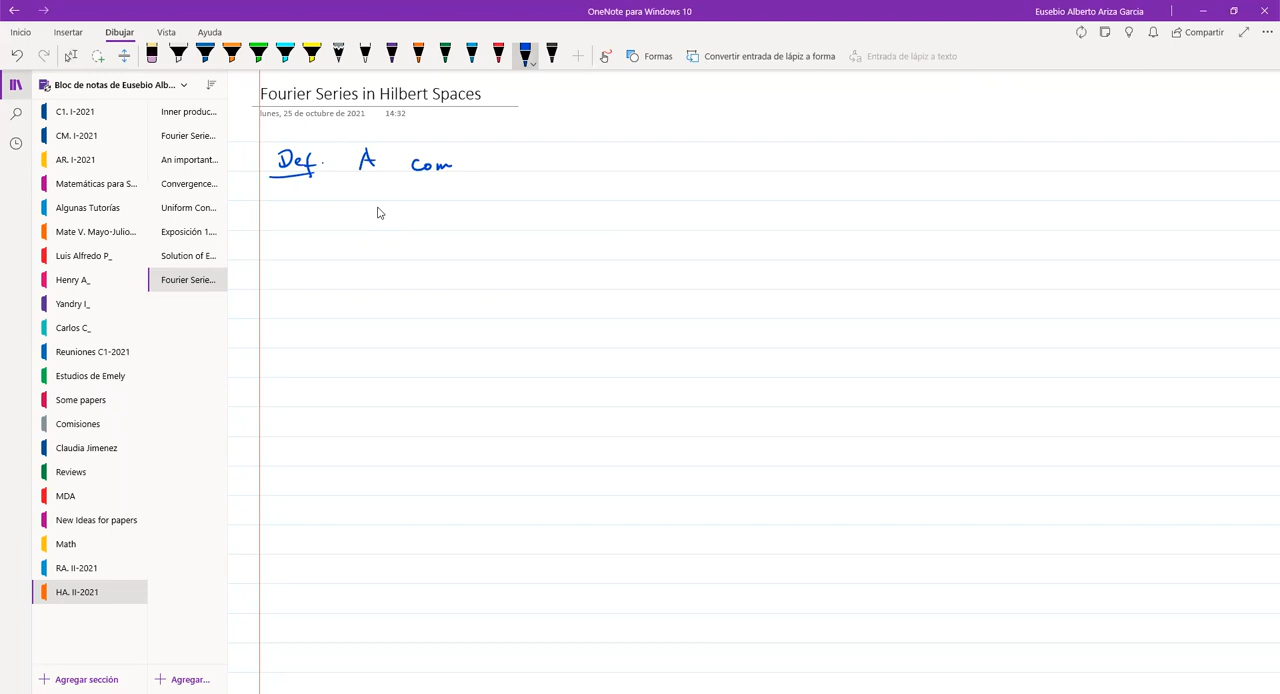 OneNote para Windows 10
Eusebio Alberto Ariza Garcia
Inicio
Insertar
Dibujar
Vista
Ayuda
Compartir
Formas
Convertir entrada de lápiz a forma
Entrada de lápiz a texto
Bloc de notas de Eusebio Alb...
C1. I-2021
CM. I-2021
AR. I-2021
Matemáticas para S...
Algunas Tutorías
Mate V. Mayo-Julio...
Luis Alfredo P_
Henry A_
Yandry I_
Carlos C_
Reuniones C1-2021
Estudios de Emely
Some papers
Comisiones
Claudia Jimenez
Reviews
MDA
New Ideas for papers
Math
RA. II-2021
HA. II-2021
Agregar sección
Inner produc...
Fourier Serie...
An important...
Convergence...
Uniform Con...
Exposición 1....
Solution of E...
Fourier Serie...
Agregar...
Fourier Series in Hilbert Spaces
lunes, 25 de octubre de 2021 14:32
Def. A com